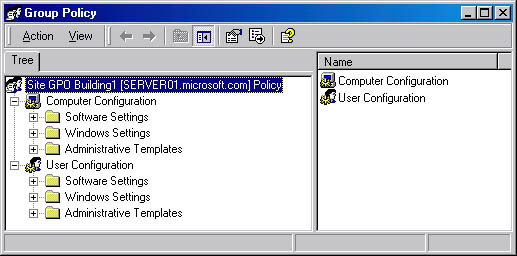 Group Policy
Action View
Tree
Site GPO Building1 [SERVER01.microsoft.com] Policy
Computer Configuration
Software Settings
Windows Settings
Administrative Templates
User Configuration
Software Settings
Windows Settings
Administrative Templates
Name
Computer Configuration
User Configuration